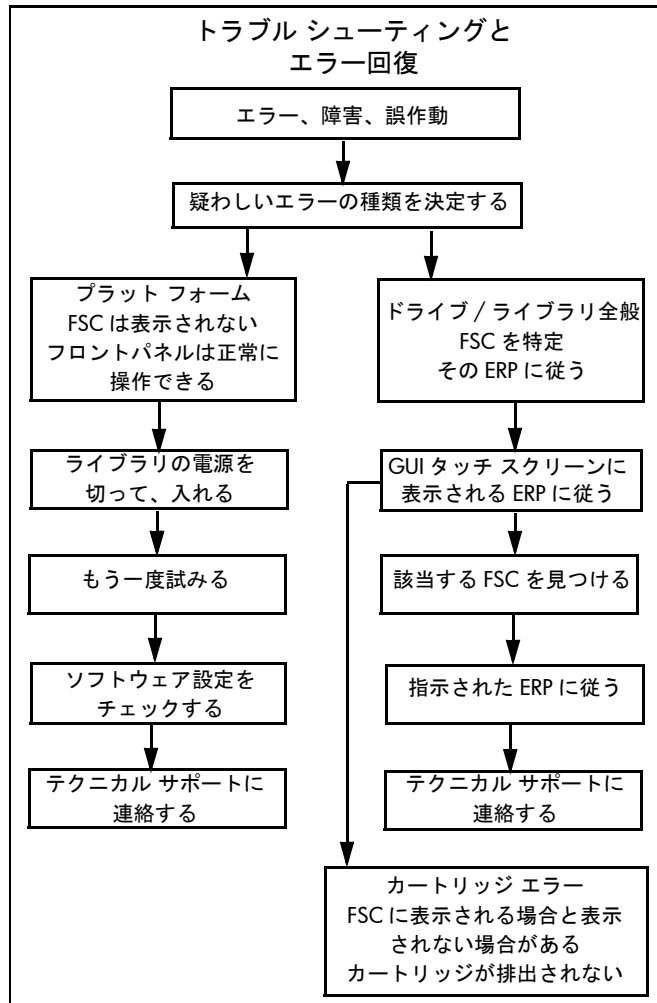 トラブル シューティングと
エラー回復
エラー、障害、誤作動
疑わしいエラーの種類を決定する
プラット フォーム
FSC は表示されない
フロントパネルは正常に
操作できる
ライブラリの電源を
切って、入れる
もう一度試みる
ソフトウェア設定を
チェックする
テクニカル サポートに
連絡する
ドライブ / ライブラリ全般
FSC を特定
その ERP に従う
GUI タッチ スクリーンに
表示される ERP に従う
該当する FSC を見つける
指示された ERP に従う
テクニカル サポートに
連絡する
カートリッジ エラー
FSC に表示される場合と表示
されない場合がある
カートリッジが排出されない